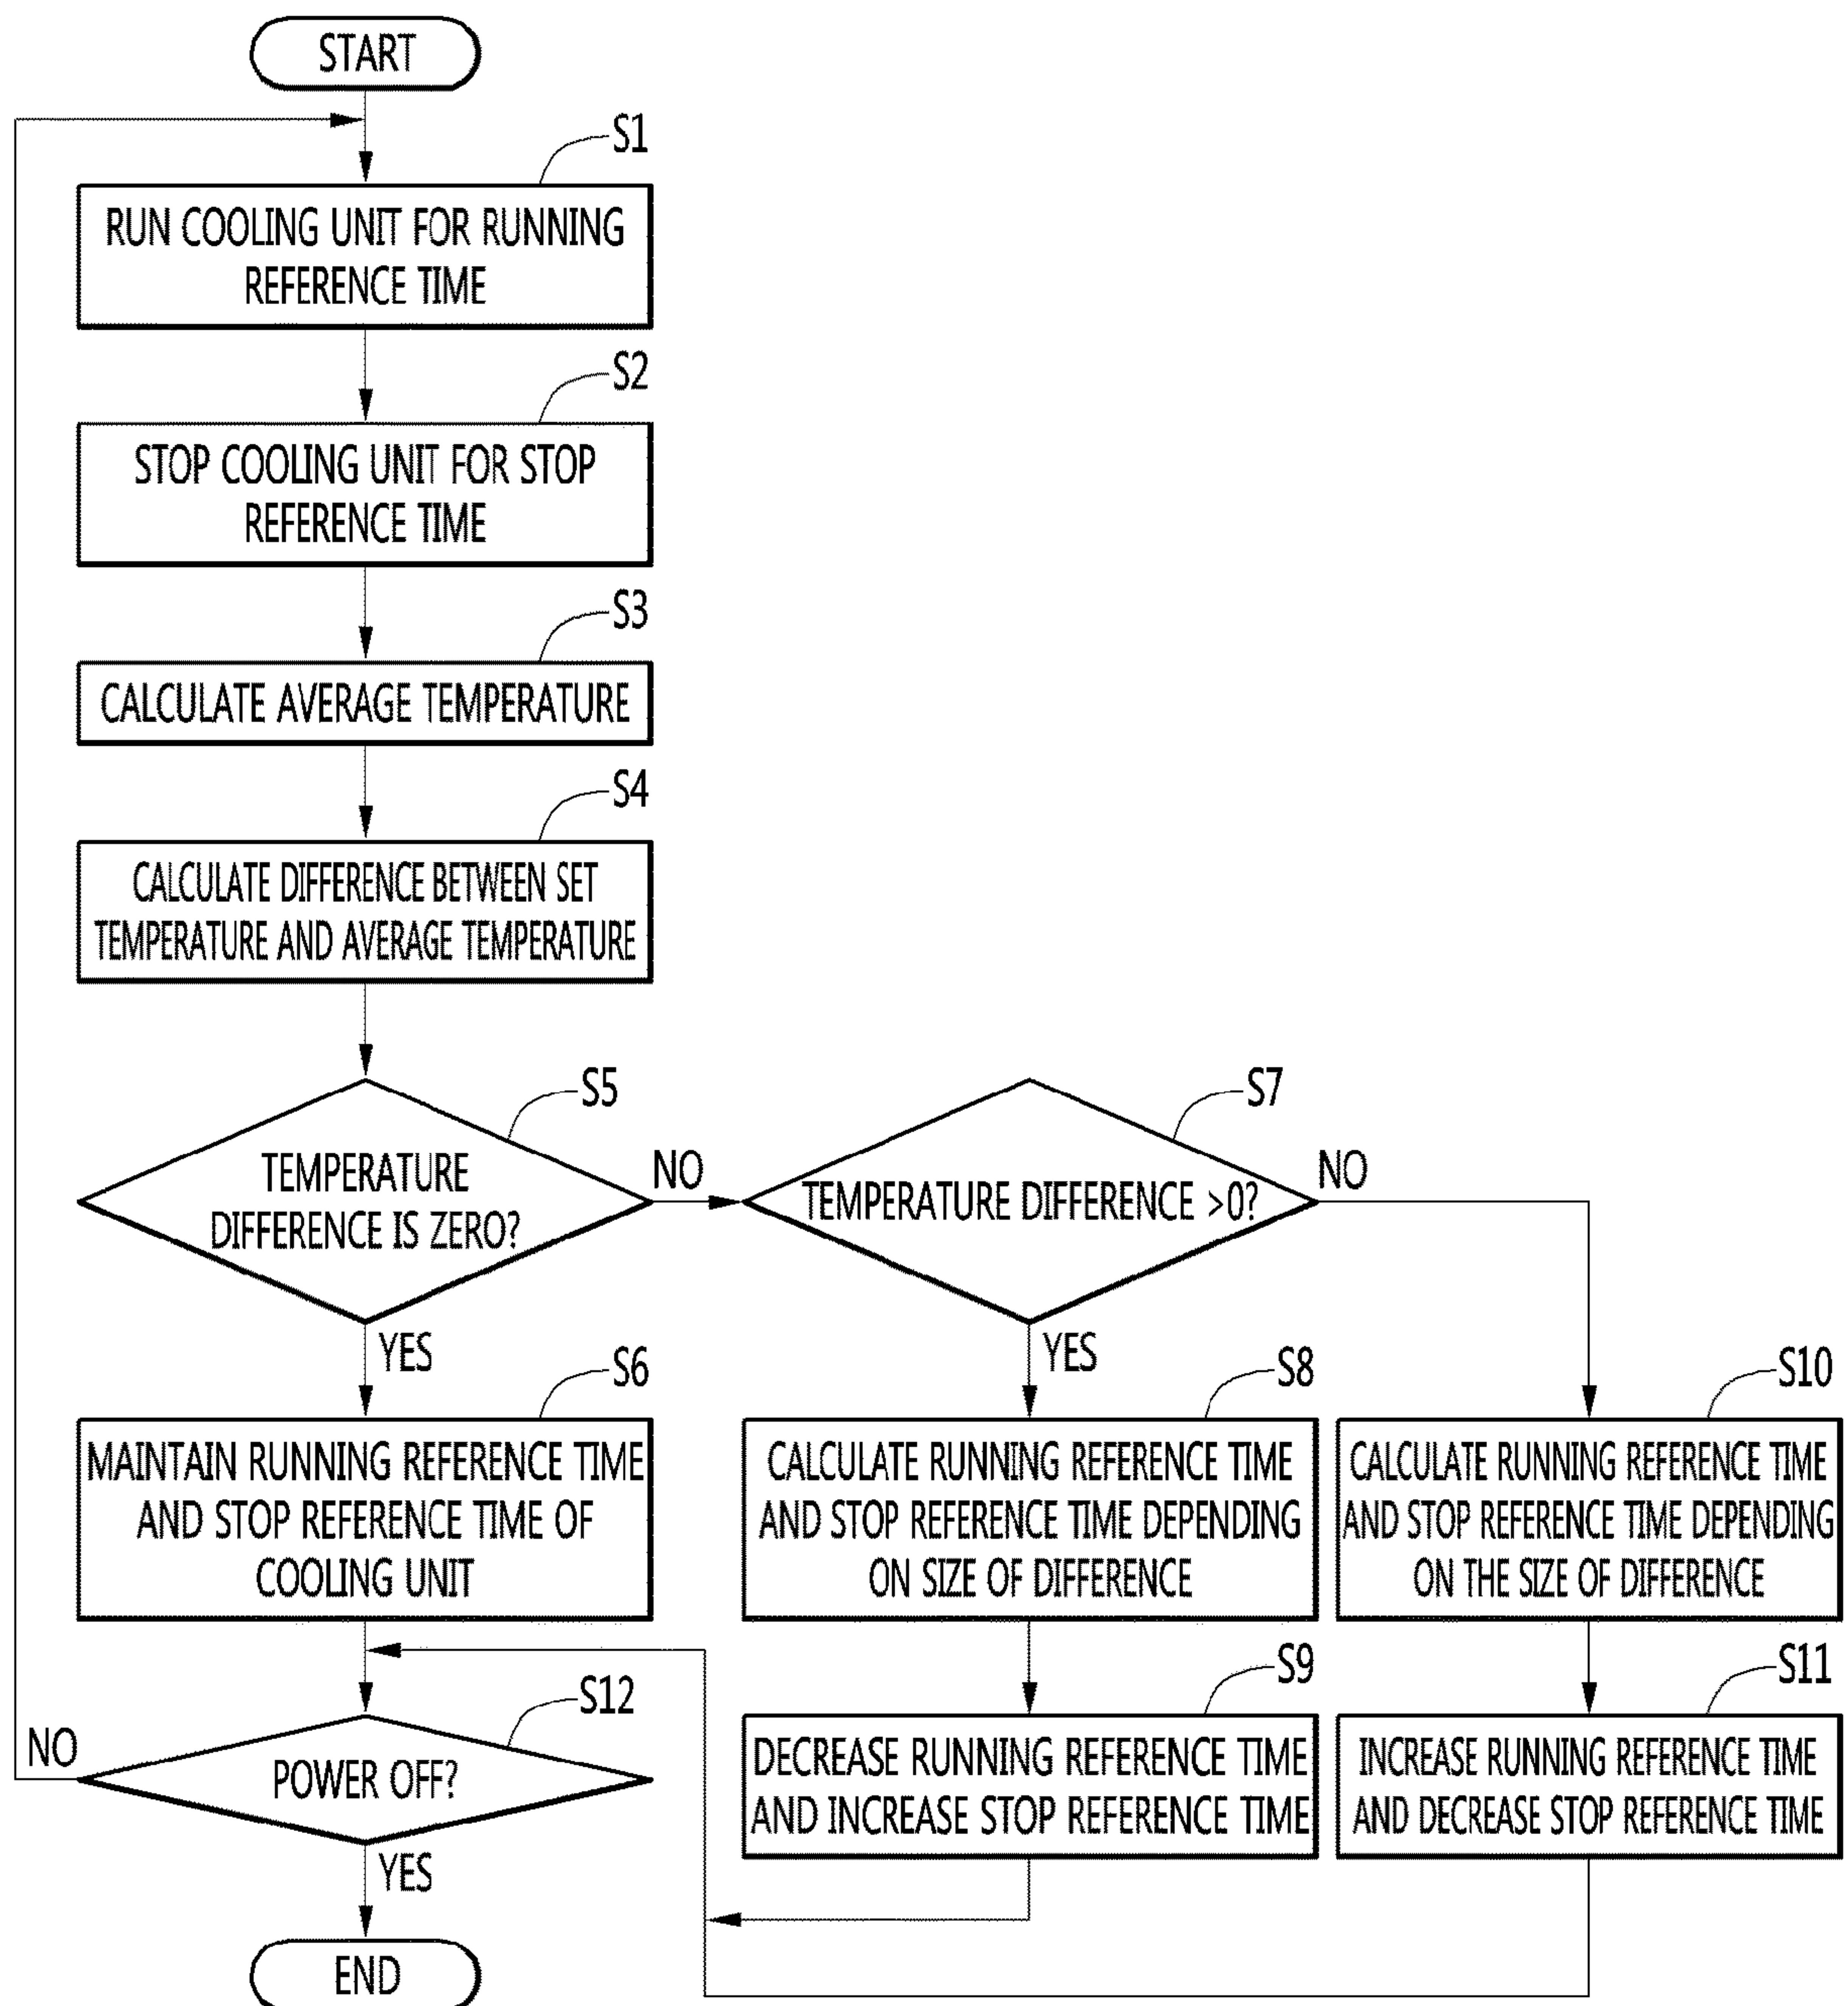 START
S1
RUN COOLING UNIT FOR RUNNING
REFERENCE TIME
S2
STOP COOLING UNIT FOR STOP
REFERENCE TIME
S3
CALCULATE AVERAGE TEMPERATURE
S4
CALCULATE DIFFERENCE BETWEEN SET
TEMPERATURE AND AVERAGE TEMPERATURE
S5
TEMPERATURE
DIFFERENCE IS ZERO?
NO
S7
TEMPERATURE DIFFERENCE >0?
NO
YES
S6
MAINTAIN RUNNING REFERENCE TIME
AND STOP REFERENCE TIME OF
COOLING UNIT
YES
S8
CALCULATE RUNNING REFERENCE TIME
AND STOP REFERENCE TIME DEPENDING
ON SIZE OF DIFFERENCE
S10
CALCULATE RUNNING REFERENCE TIME
AND STOP REFERENCE TIME DEPENDING
ON THE SIZE OF DIFFERENCE
S9
DECREASE RUNNING REFERENCE TIME
AND INCREASE STOP REFERENCE TIME
S11
INCREASE RUNNING REFERENCE TIME
AND DECREASE STOP REFERENCE TIME
S12
NO
POWER OFF?
YES
END